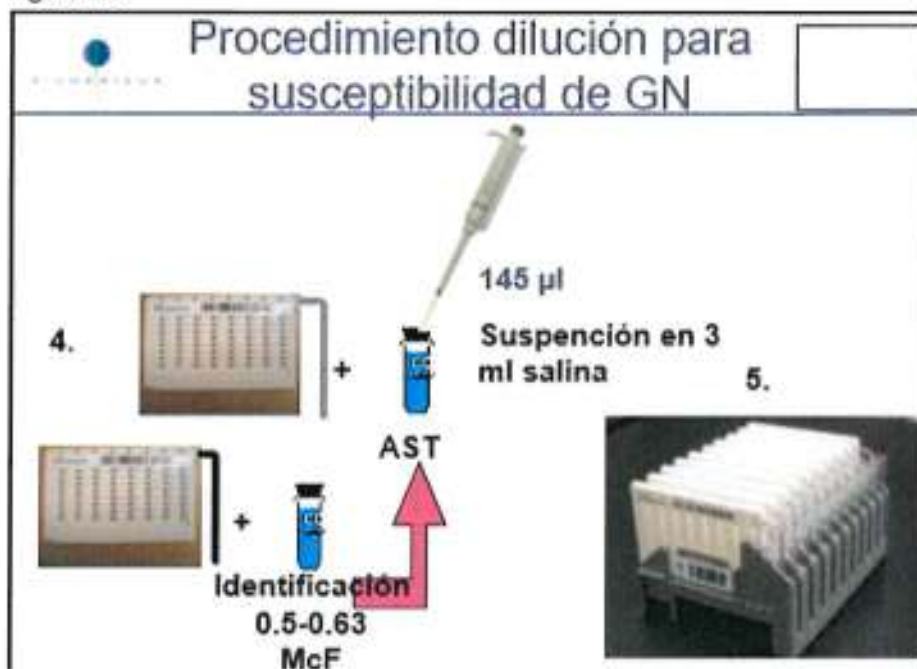 Procedimiento dilución para
susceptibilidad de GN
145 µl
Suspención en 3
ml salina
4.
+
AST
5.
+
Identificación
0.5-0.63
McF